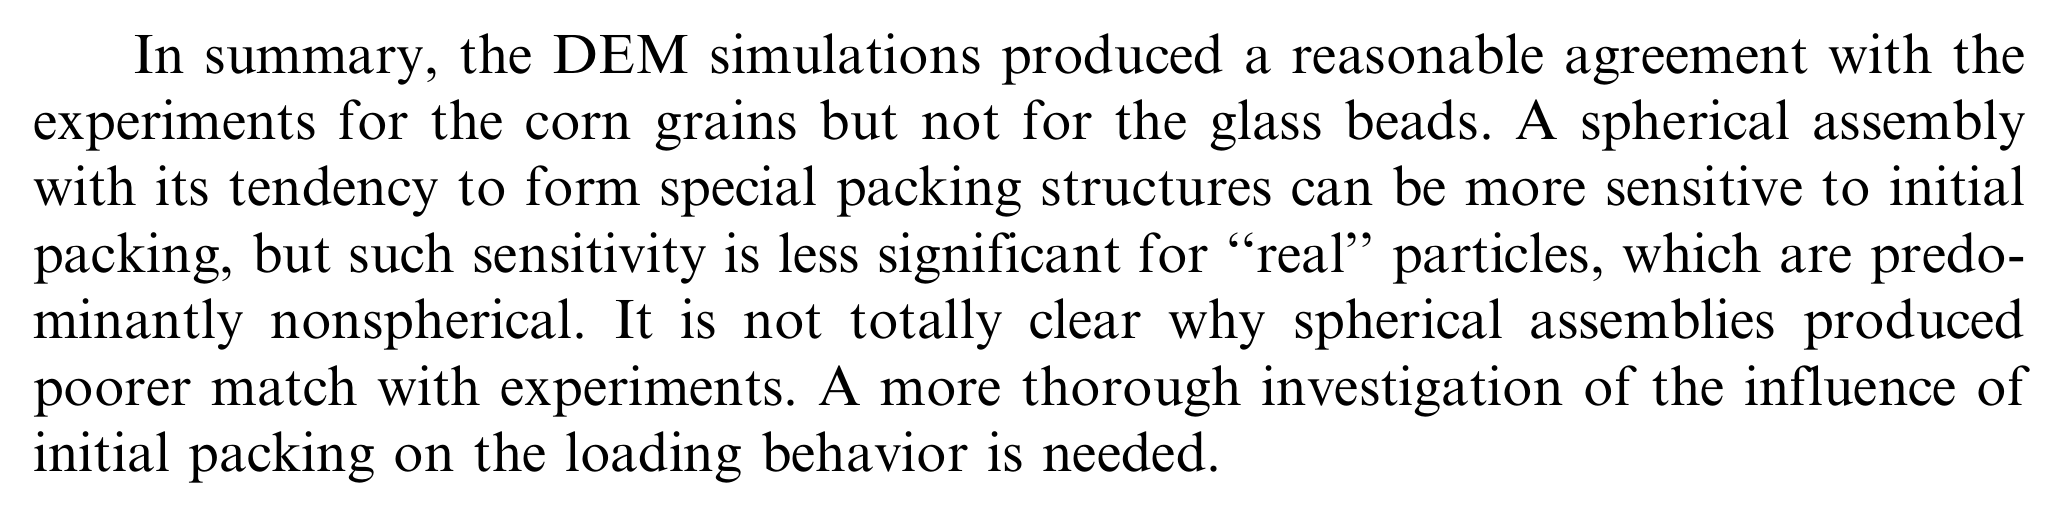 In summary, the DEM simulations produced a reasonable agreement with the
experiments for the corn grains but not for the glass beads. A spherical assembly
with its tendency to form special packing structures can be more sensitive to initial
packing, but such sensitivity is less significant for “real” particles, which are predo-
minantly nonspherical. It is not totally clear why spherical assemblies produced
poorer match with experiments. A more thorough investigation of the influence of
initial packing on the loading behavior is needed.